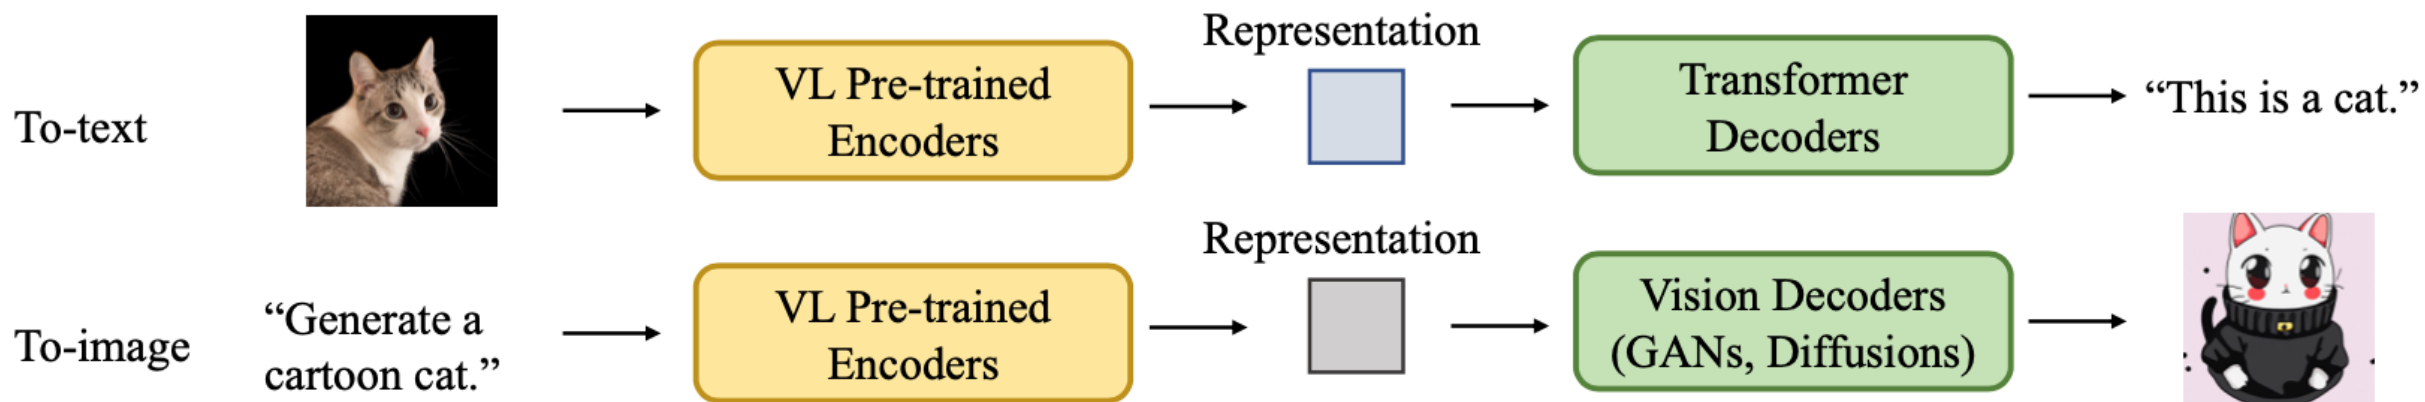 To-text
VL Pre-trained
Encoders
Representation
Transformer
Decoders
“This is a cat.”
To-image
“Generate a
cartoon cat.”
VL Pre-trained
Encoders
Representation
Vision Decoders
(GANs, Diffusions)